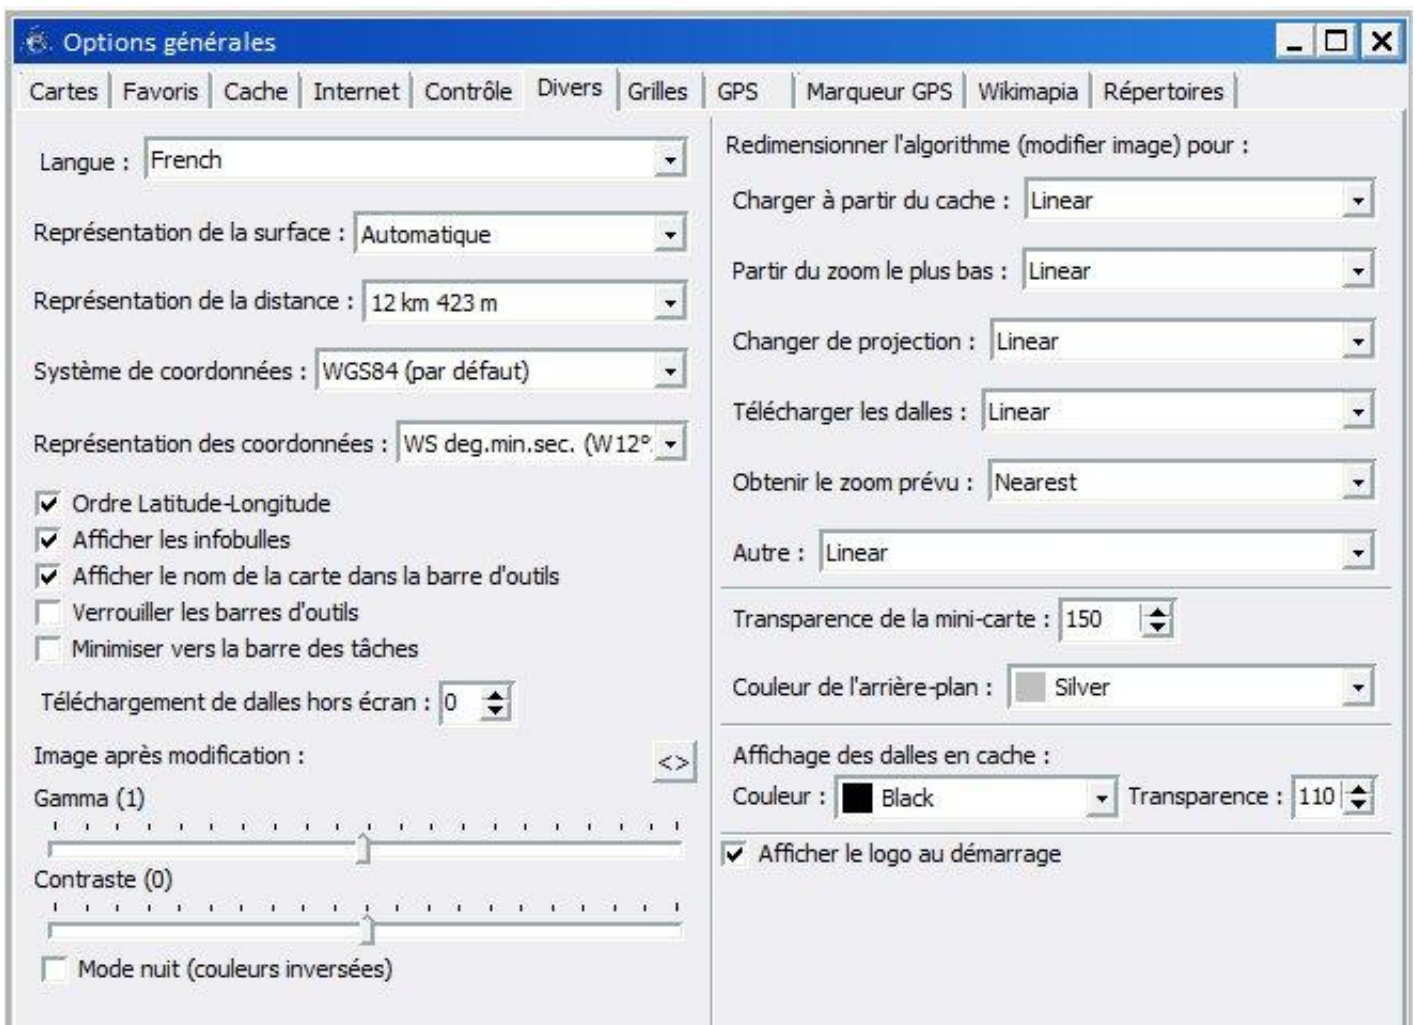 Options générales
Cartes Favoris Cache Internet Contrôle Divers Grilles GPS Marqueur GPS Wikimapia Répertoires
Langue : French
Représentation de la surface : Automatique
Représentation de la distance : 12 km 423 m
Système de coordonnées : WGS84 (par défaut)
Représentation des coordonnées : WS deg.min.sec. (W12°
Ordre Latitude-Longitude
Afficher les infobulles
Afficher le nom de la carte dans la barre d'outils
Verrouiller les barres d'outils
Minimiser vers la barre des tâches
Téléchargement de dalles hors écran : 0
Image après modification :
<>
Gamma (1)
Contraste (0)
Mode nuit (couleurs inversées)
Redimensionner l'algorithme (modifier image) pour :
Charger à partir du cache : Linear
Partir du zoom le plus bas : Linear
Changer de projection : Linear
Télécharger les dalles : Linear
Obtenir le zoom prévu : Nearest
Autre : Linear
Transparence de la mini-carte : 150
Couleur de l'arrière-plan : Silver
Affichage des dalles en cache :
Couleur : Black Transparence : 110
Afficher le logo au démarrage